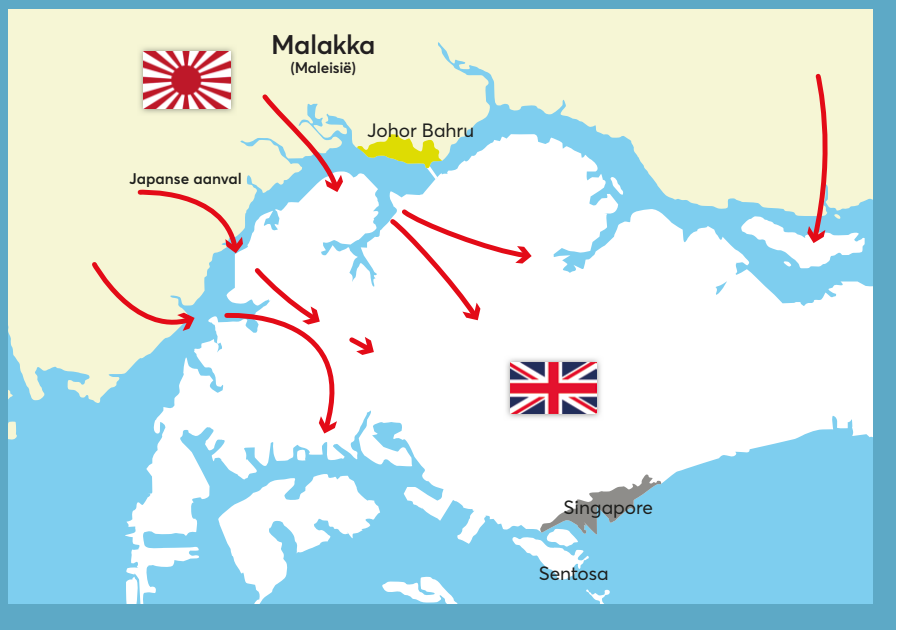 Malakka
(Maleisië)
Johor Bahru
Japanse aanval
Singapore
Sentosa